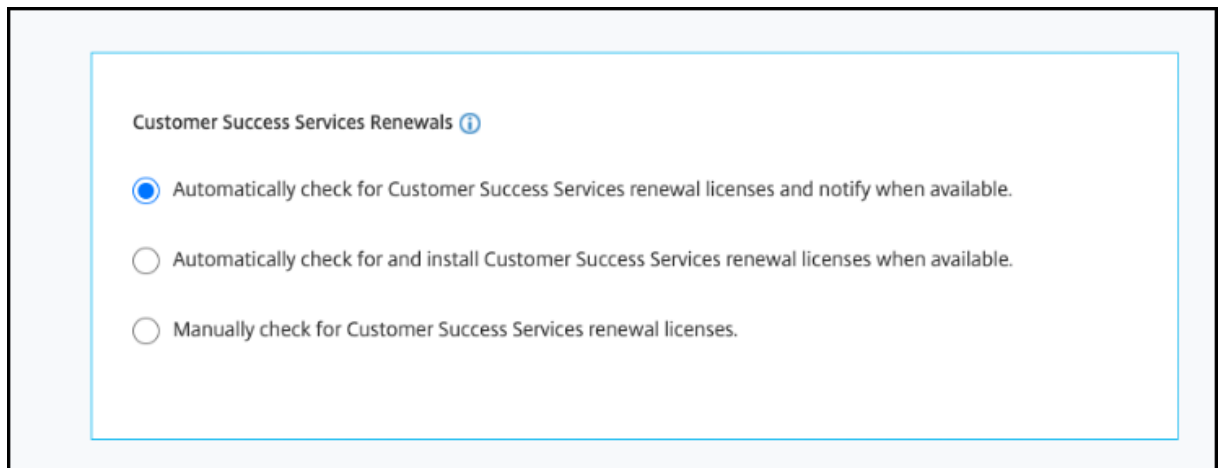 Customer Success Services Renewals
Automatically check for Customer Success Services renewal licenses and notify when available.
Automatically check for and install Customer Success Services renewal licenses when available.
Manually check for Customer Success Services renewal licenses.